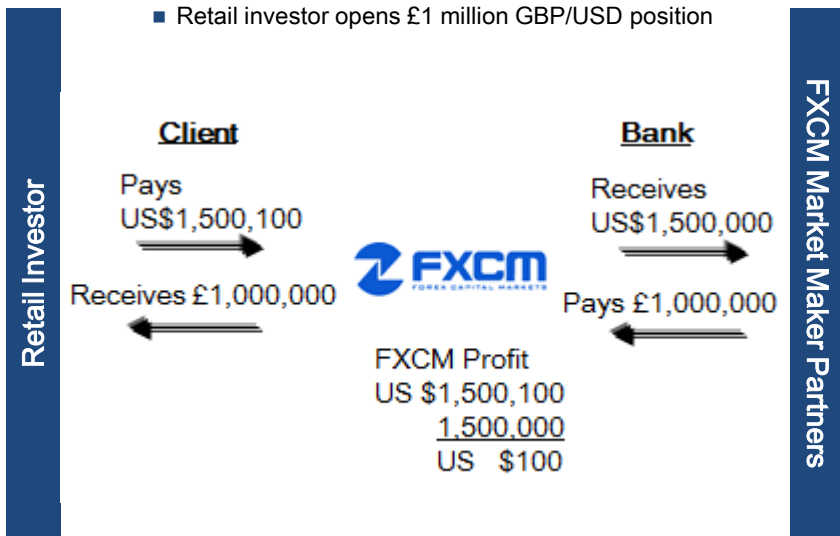 Retail investor opens £1 million GBP/USD position
Retail Investor
Client
Pays
US$1,500,100
Receives £1,000,000
FXCM
FOREX CAPITAL MARKETS
FXCM Profit
US $1,500,100
1,500,000
US $100
Bank
Receives
US$1,500,000
Pays £1,000,000
FXCM Market Maker Partners